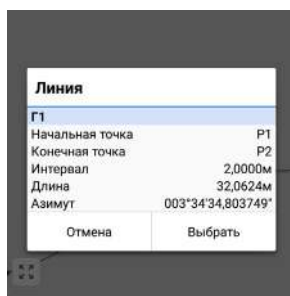 Линия
Г1
Начальная точка P1
Конечная точка P2
Интервал 2,0000м
Длина 32,0624м
Азимут 003°34'34,803749"
Отмена Выбрать